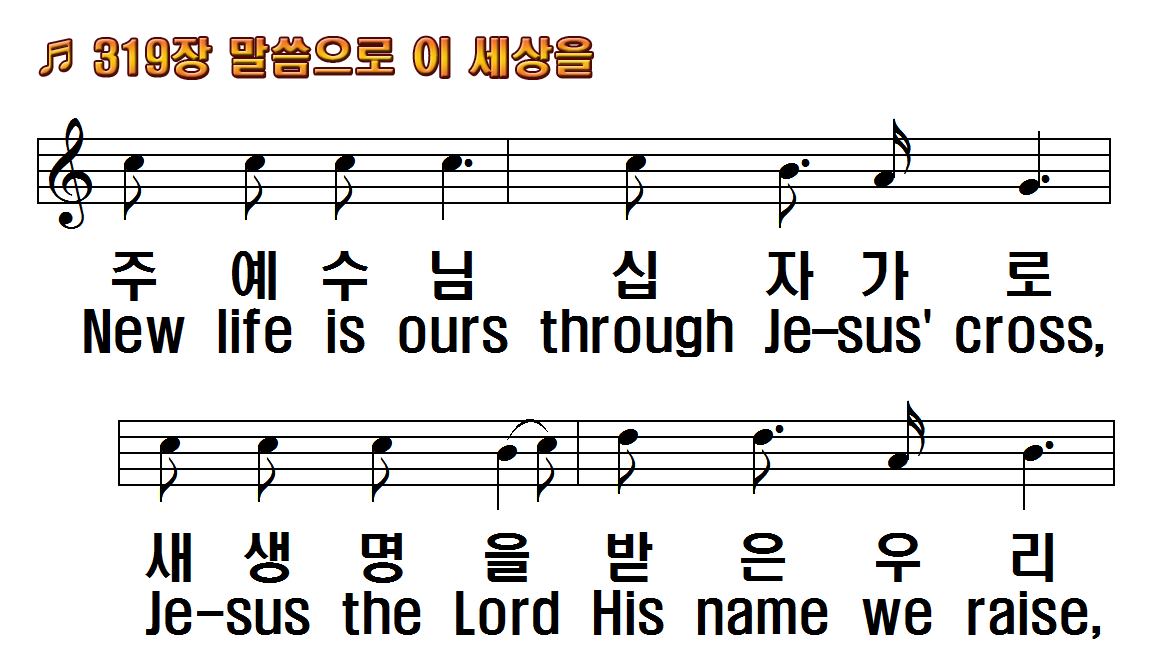 319장 말씀으로 이 세상을
주 예 수 님 십 자 가 로
New life is ours through Je-sus' cross,
새 생 명 을 받 은 우 리
Je-sus the Lord His name we raise,